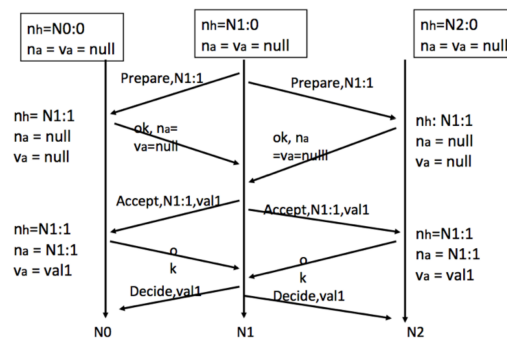 nh=N0:0
na = va = null
nh=N1:0
na = va = null
nh=N2:0
na = va = null
Prepare,N1:1
Prepare,N1:1
nh= N1:1
na = null
va = null
ok, na=
va=null
ok, na
=va=nulll
nh: N1:1
na = null
va = null
Accept,N1:1,val1
Accept,N1:1,val1
nh=N1:1
na = N1:1
va = val1
o
k
o
k
nh=N1:1
na = N1:1
va = val1
Decide,val1
Decide,val1
N0
N1
N2